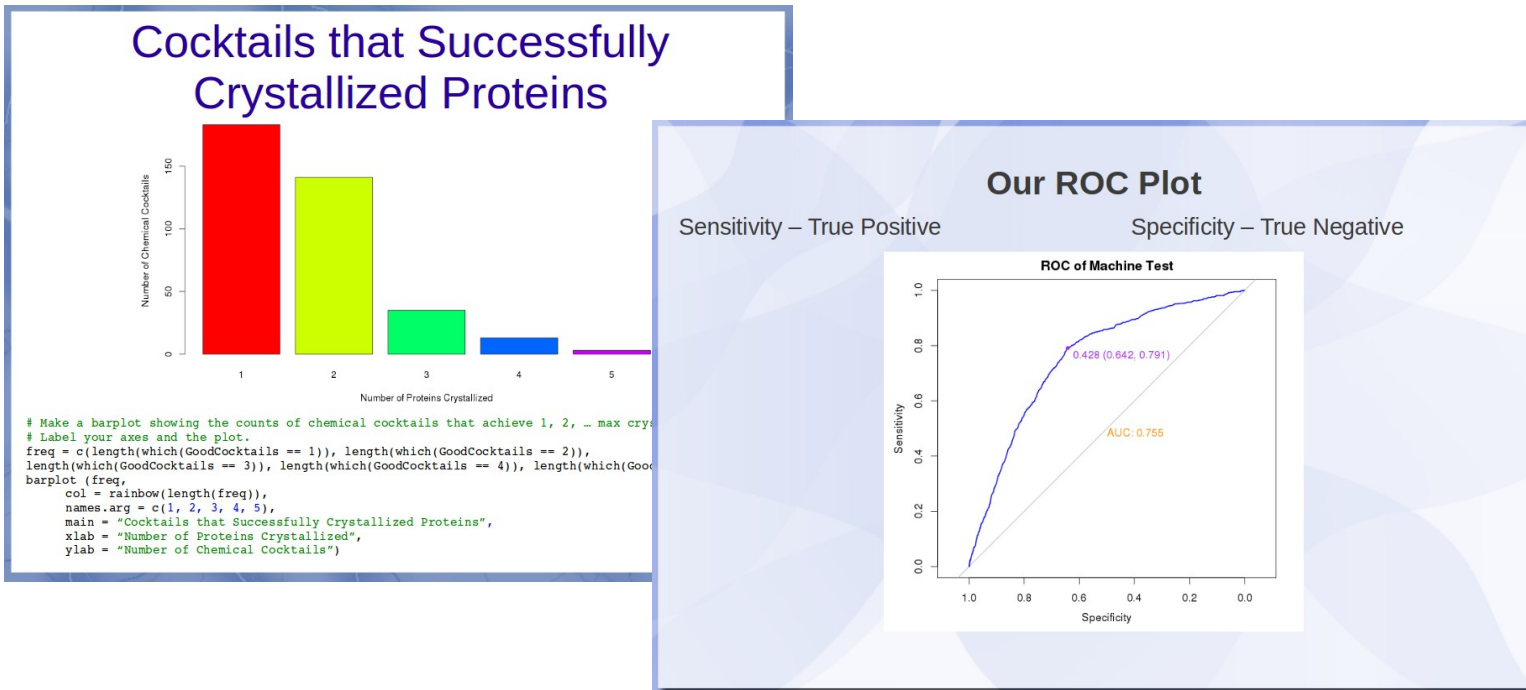 Cocktails that Successfully
Crystallized Proteins
Number of Chemical Cocktails
150
100
50
0
1 2 3 4 5
Number of Proteins Crystallized
# Make a barplot showing the counts of chemical cocktails that achieve 1, 2, … max
# Label your axes and the plot.
freq = c(length(which(GoodCocktails == 1)), length(which(GoodCocktails == 2)),
length(which(GoodCocktails == 3)), length(which(GoodCocktails == 4)),
barplot (freq,
col = rainbow(length(freq)),
names.arg = c(1, 2, 3, 4, 5),
main = “Cocktails that Successfully Crystallized Proteins”,
xlab = “Number of Proteins Crystallized”,
ylab = “Number of Chemical Cocktails”)
Our ROC Plot
Sensitivity – True Positive
Specificity – True Negative
ROC of Machine Test
Sensitivity
1.0
0.8
0.6
0.4
0.2
0.0
0.428 (0.642, 0.791)
AUC: 0.755
1.0 0.8 0.6 0.4 0.2 0.0
Specificity